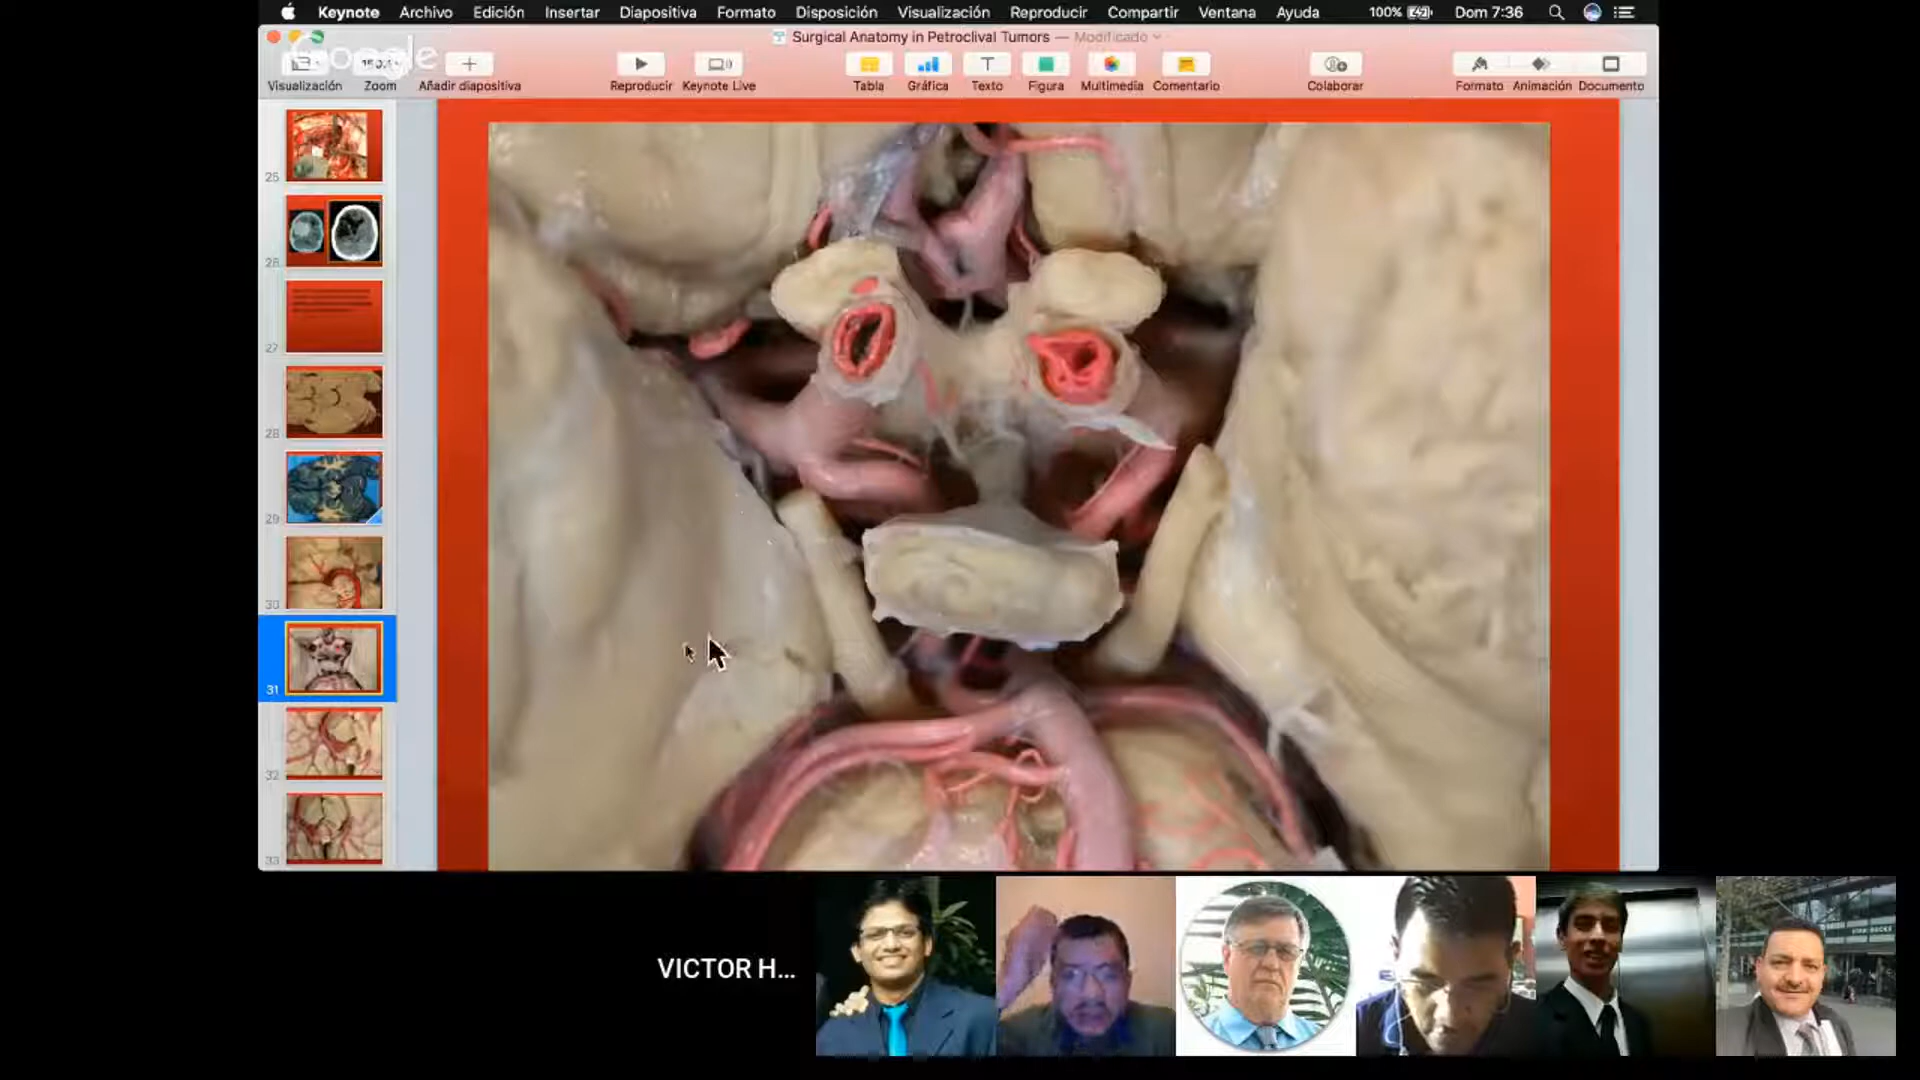 Keynote Archivo Edición Insertar Diapositiva Formato Disposición Visualización Reproducir Compartir Ventana Ayuda 100% Dom 7:36
Surgical Anatomy in Petroclival Tumors — Modificado
Google
Visualización Zoom Añadir diapositiva Reproducir Keynote Live Tabla Gráfica Texto Figura Multimedia Comentario Colaborar Formato Animación Documento
25
26
27
28
29
30
31
32
33
VICTOR H...